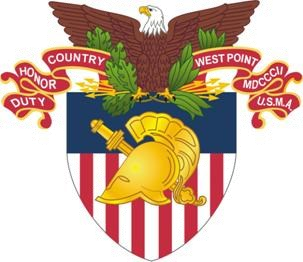 DUTY
HONOR
COUNTRY
WEST POINT
MDCCCII
U.S.M.A.